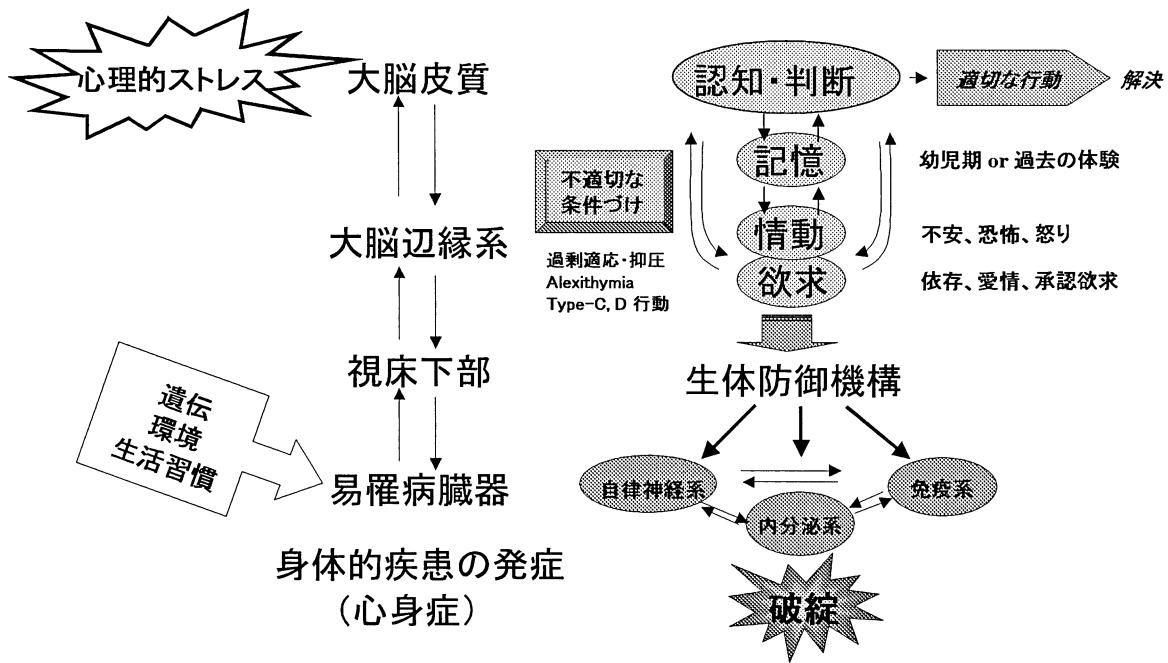 心理的ストレス
大脳皮質
大脳辺縁系
視床下部
遺伝
環境
生活習慣
易罹病臓器
身体的疾患の発症
（心身症）
認知・判断
適切な行動
解決
記憶
幼児期 or 過去の体験
不適切な
条件づけ
情動
不安、恐怖、怒り
過剰適応・抑圧
Alexithymia
Type-C, D 行動
欲求
依存、愛情、承認欲求
生体防御機構
自律神経系
内分泌系
免疫系
破綻